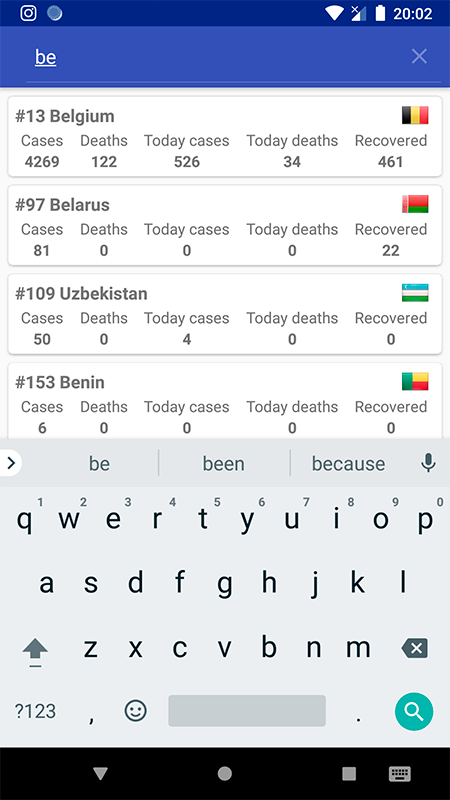 20:02
be
#13 Belgium
Cases Deaths Today cases Today deaths Recovered
4269 122 526 34 461
#97 Belarus
Cases Deaths Today cases Today deaths Recovered
81 0 0 0 22
#109 Uzbekistan
Cases Deaths Today cases Today deaths Recovered
50 0 4 0 0
#153 Benin
Cases Deaths Today cases Today deaths Recovered
6 0 0 0 0
be been because
1 2 3 4 5 6 7 8 9 0
q w e r t y u i o p
a s d f g h j k l
z x c v b n m
?123 , .